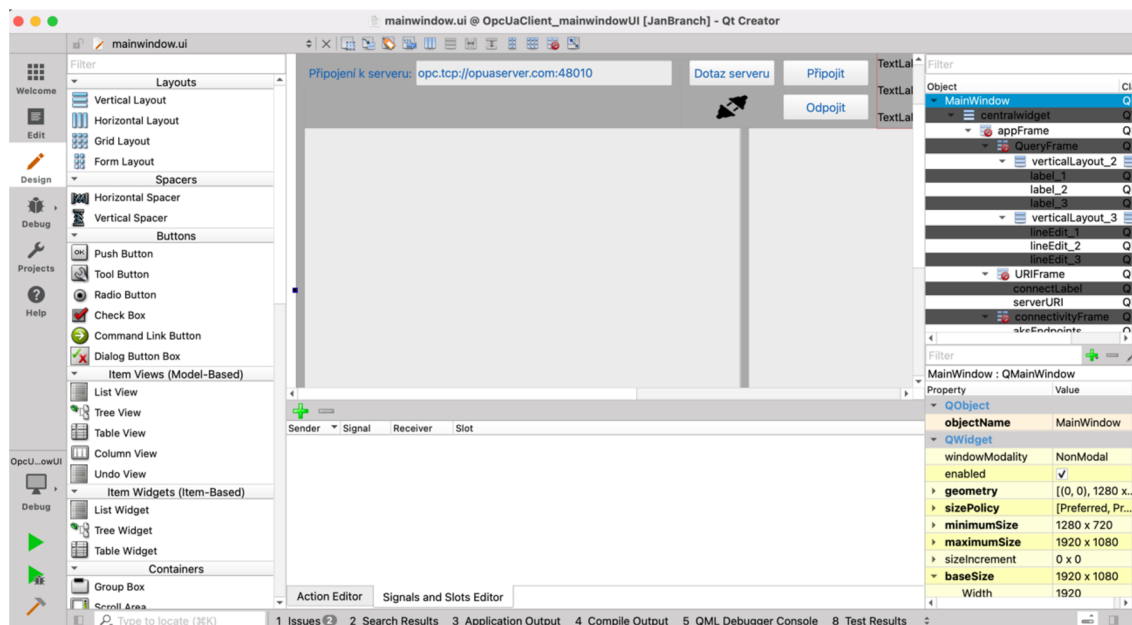 mainwindow.ui @ OpcUaClient_mainwindowUI [JanBranch] - Qt Creator
mainwindow.ui
Welcome
Edit
Design
Debug
Projects
Help
OpcU...owUI
Debug
Filter
Layouts
Vertical Layout
Horizontal Layout
Grid Layout
Form Layout
Spacers
Horizontal Spacer
Vertical Spacer
Buttons
Push Button
Tool Button
Radio Button
Check Box
Command Link Button
Dialog Button Box
Item Views (Model-Based)
List View
Tree View
Table View
Column View
Undo View
Item Widgets (Item-Based)
List Widget
Tree Widget
Table Widget
Containers
Group Box
Scroll Area
Připojení k serveru: opc.tcp://opuaserver.com:48010
Dotaz serveru
Připojit
Odpojit
TextLal
TextLal
TextLal
Sender Signal Receiver Slot
Action Editor Signals and Slots Editor
Filter
Object Cl
MainWindow Q
centralwidget Q
appFrame Q
QueryFrame Q
verticalLayout_2
label_1 Q
label_2 Q
label_3 Q
verticalLayout_3
lineEdit_1 Q
lineEdit_2 Q
lineEdit_3 Q
URIFrame Q
connectLabel Q
serverURI Q
connectivityFrame Q
aksEndpoints Q
Filter
MainWindow : QMainWindow
Property Value
QObject
objectName MainWindow
QWidget
windowModality NonModal
enabled
geometry [(0, 0), 1280 x...
sizePolicy [Preferred, Pr...
minimumSize 1280 x 720
maximumSize 1920 x 1080
sizeIncrement 0 x 0
baseSize 1920 x 1080
Width 1920
Type to locate (⌘K)
1 Issues 2 2 Search Results 3 Application Output 4 Compile Output 5 QML Debugger Console 8 Test Results